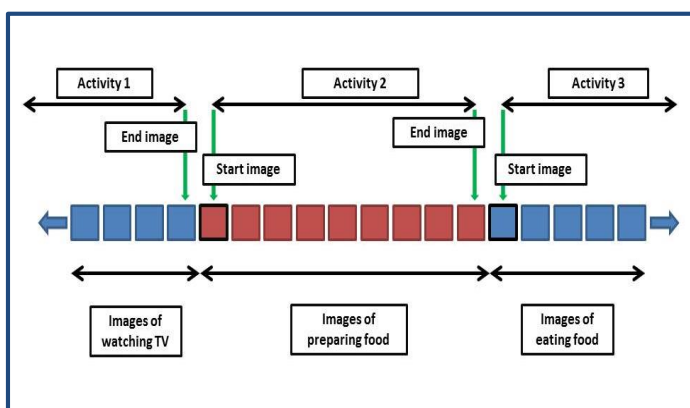 Activity 1
Activity 2
Activity 3
End image
End image
Start image
Start image
Images of
watching TV
Images of
preparing food
Images of
eating food